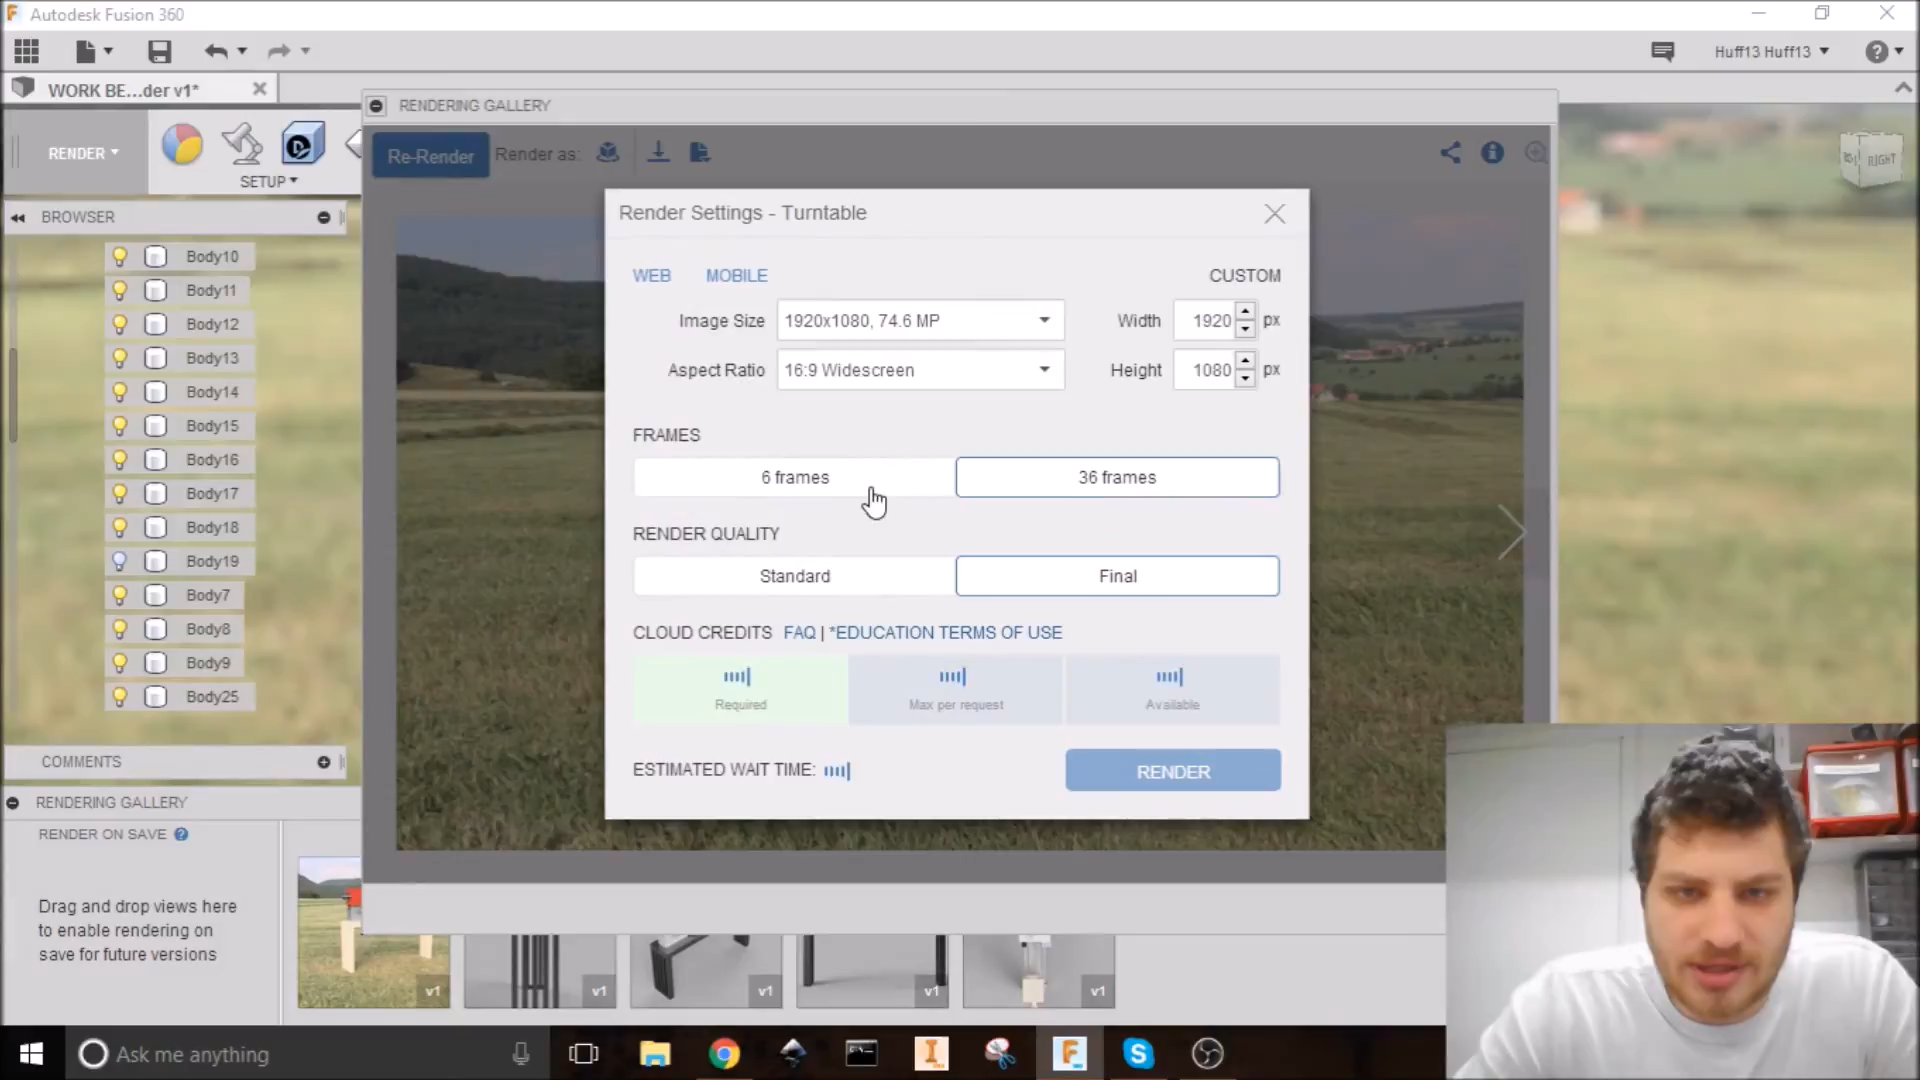 Autodesk Fusion 360
Huff13 Huff13
WORK BE...der v1*
RENDERING GALLERY
RENDER
SETUP
Re-Render
Render as:
RIGHT
BROWSER
Body10
Body11
Body12
Body13
Body14
Body15
Body16
Body17
Body18
Body19
Body7
Body8
Body9
Body25
Render Settings - Turntable
WEB
MOBILE
CUSTOM
Image Size
1920x1080, 74.6 MP
Width
1920
px
Aspect Ratio
16:9 Widescreen
Height
1080
px
FRAMES
6 frames
36 frames
RENDER QUALITY
Standard
Final
CLOUD CREDITS FAQ | *EDUCATION TERMS OF USE
Required
Max per request
Available
ESTIMATED WAIT TIME:
RENDER
COMMENTS
RENDERING GALLERY
RENDER ON SAVE
Drag and drop views here
to enable rendering on
save for future versions
v1
v1
v1
v1
v1
Ask me anything